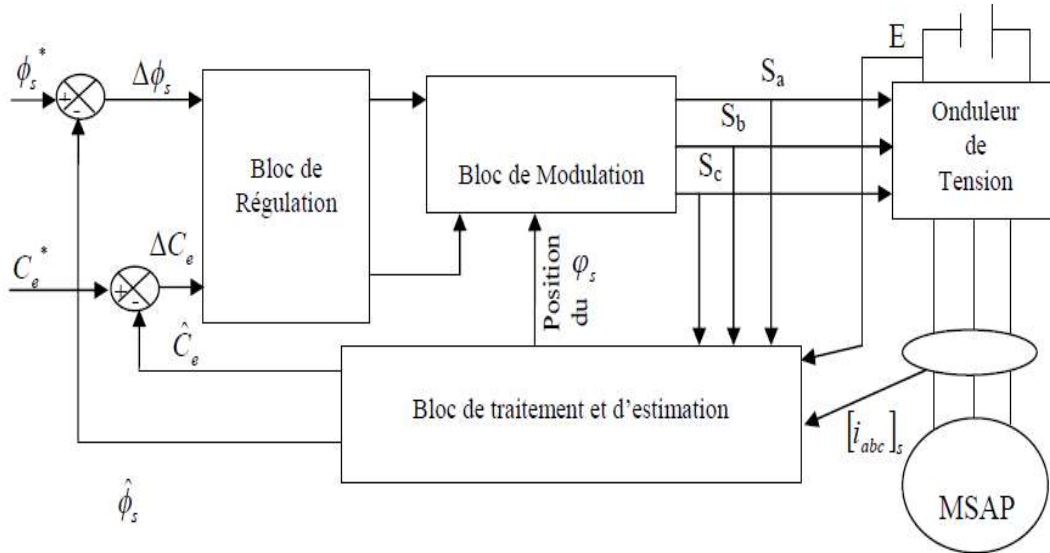 E
ϕs* Δϕs
Sa
Sb
Sc
+
-
Onduleur
de
Tension
Bloc de
Régulation
Bloc de Modulation
Ce* ΔCe
+
-
Ĉe
Position
du φs
Bloc de traitement et d'estimation
[iabc]s
ϕ̂s
MSAP